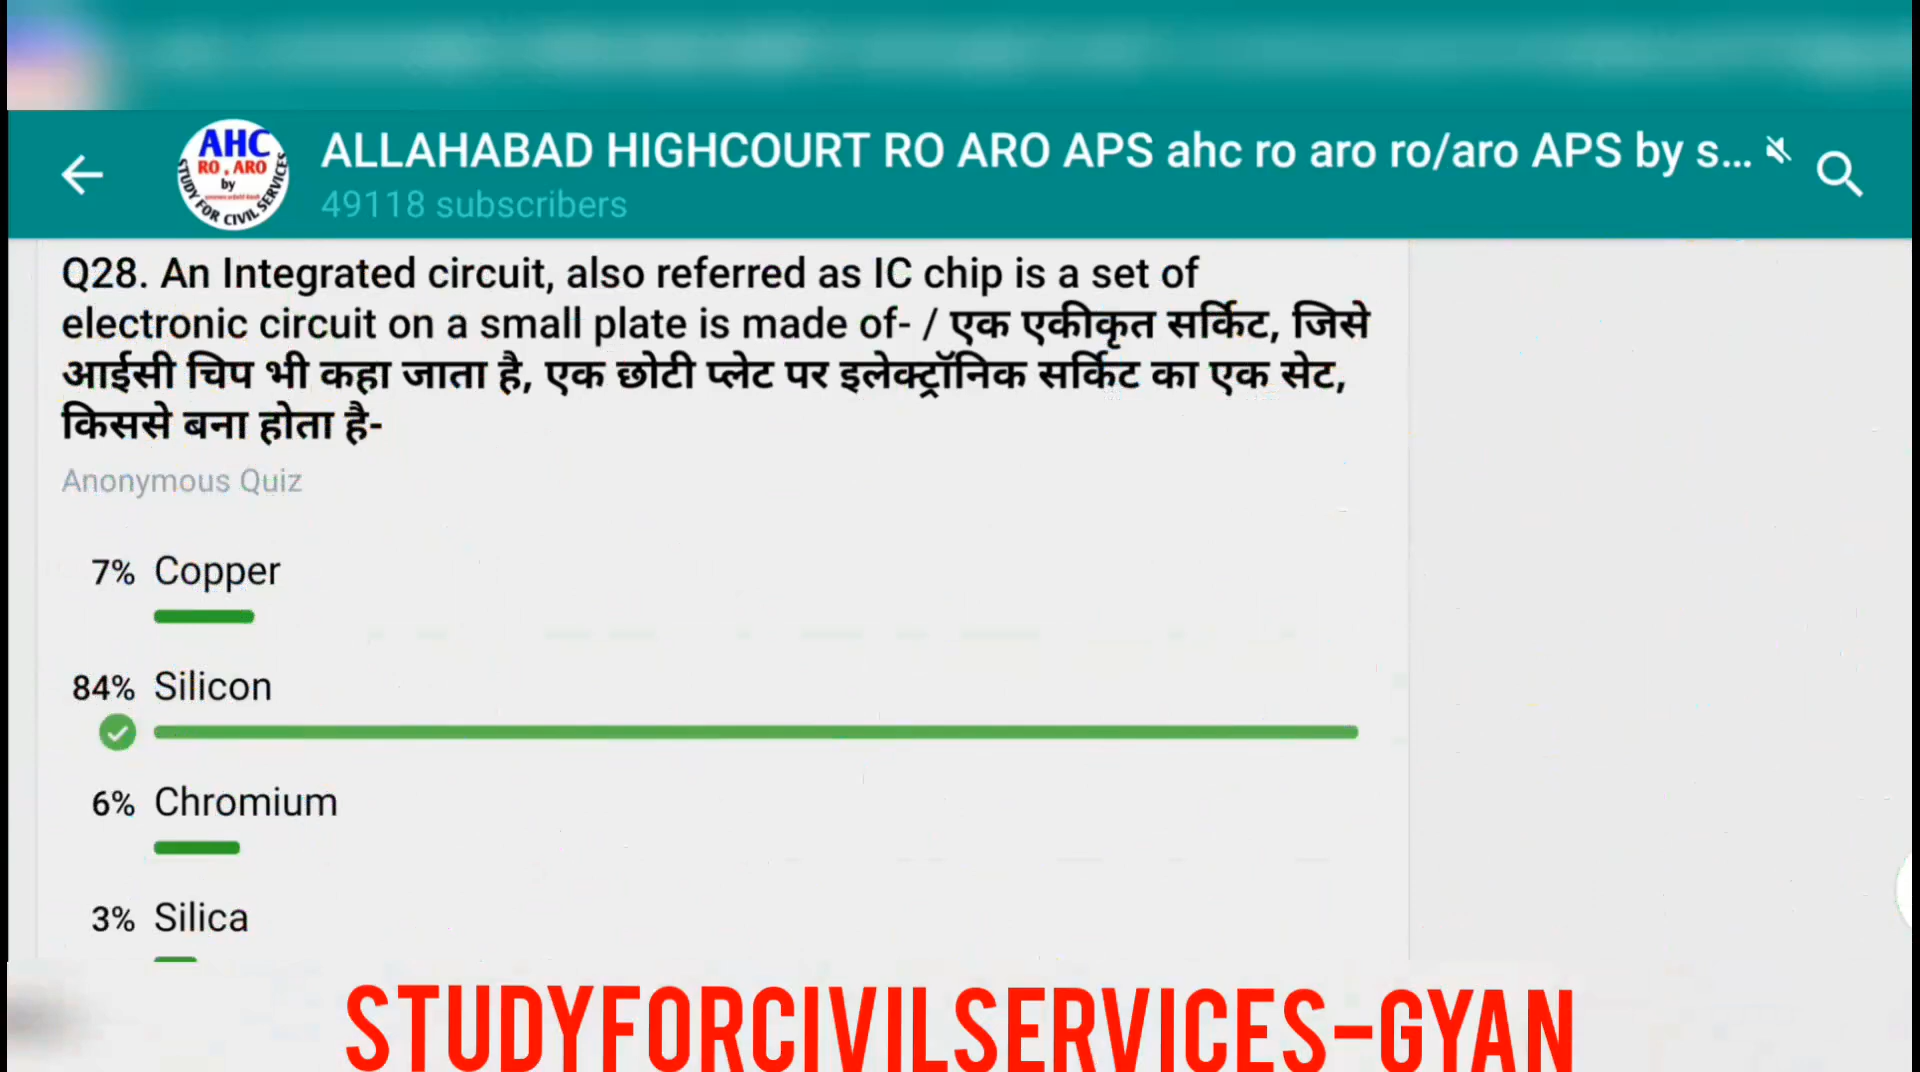 AHC
RO , ARO
by
STUDY FOR CIVIL SERVICES
ALLAHABAD HIGHCOURT RO ARO APS ahc ro aro ro/aro APS by s...
49118 subscribers
Q28. An Integrated circuit, also referred as IC chip is a set of
electronic circuit on a small plate is made of- / एक एकीकृत सर्किट, जिसे
आईसी चिप भी कहा जाता है, एक छोटी प्लेट पर इलेक्ट्रॉनिक सर्किट का एक सेट,
किससे बना होता है-
Anonymous Quiz
7% Copper
84% Silicon
6% Chromium
3% Silica
STUDYFORCIVILSERVICES-GYAN